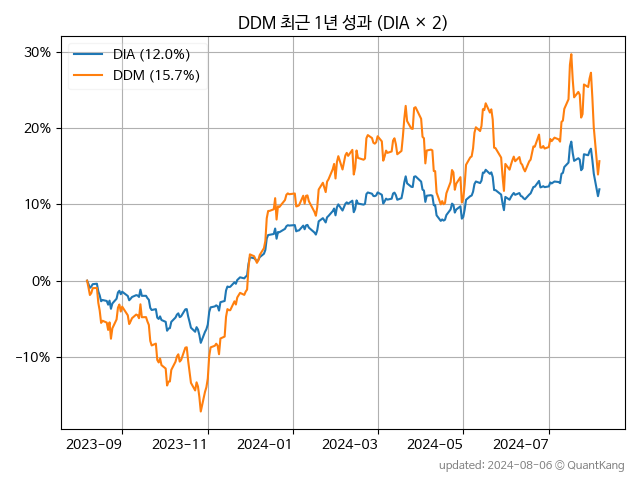 DDM 최근 1년 성과 (DIA × 2)
DIA (12.0%)
DDM (15.7%)
30%
20%
10%
0%
−10%
2023−09
2023−11
2024−01
2024−03
2024−05
2024−07
updated: 2024-08-06 © QuantKang